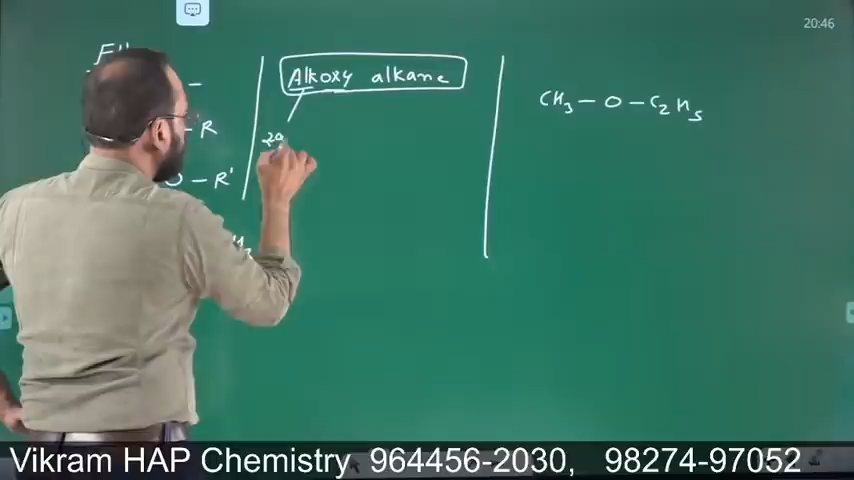 20:46
Alkoxy alkane
CH3 – O – C2H5
– R
O – R'
Vikram HAP Chemistry 964456-2030, 98274-97052